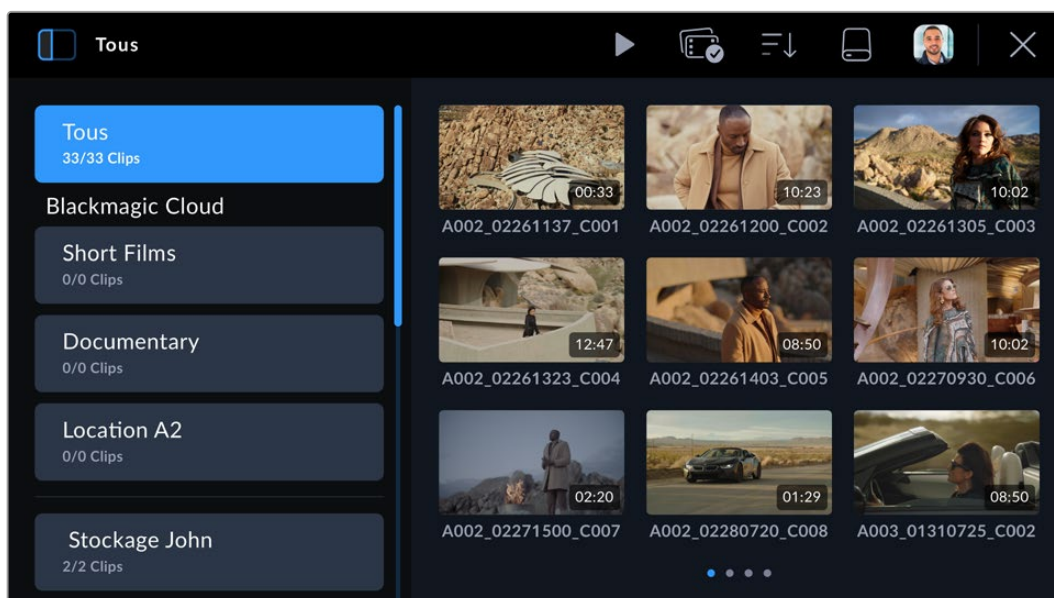 Tous
Tous
33/33 Clips
Blackmagic Cloud
Short Films
0/0 Clips
Documentary
0/0 Clips
Location A2
0/0 Clips
Stockage John
2/2 Clips
00:33
10:23
10:02
A002_02261137_C001
A002_02261200_C002
A002_02261305_C003
12:47
08:50
10:02
A002_02261323_C004
A002_02261403_C005
A002_02270930_C006
02:20
01:29
08:50
A002_02271500_C007
A002_02280720_C008
A003_01310725_C002